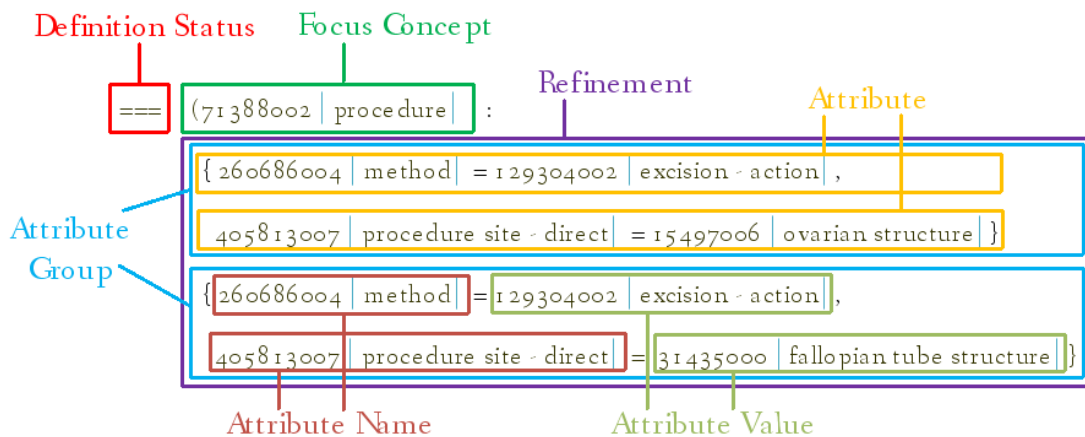 Definition Status Focus Concept
Refinement Attribute
=== (71388002 | procedure| :
{ 260686004 | method| = 129304002 | excision - action| ,
405813007 | procedure site - direct| = 15497006 | ovarian structure| }
Attribute
Group
{ 260686004 | method| = 129304002 | excision - action| ,
405813007 | procedure site - direct| = 31435000 | fallopian tube structure| }
Attribute Name Attribute Value